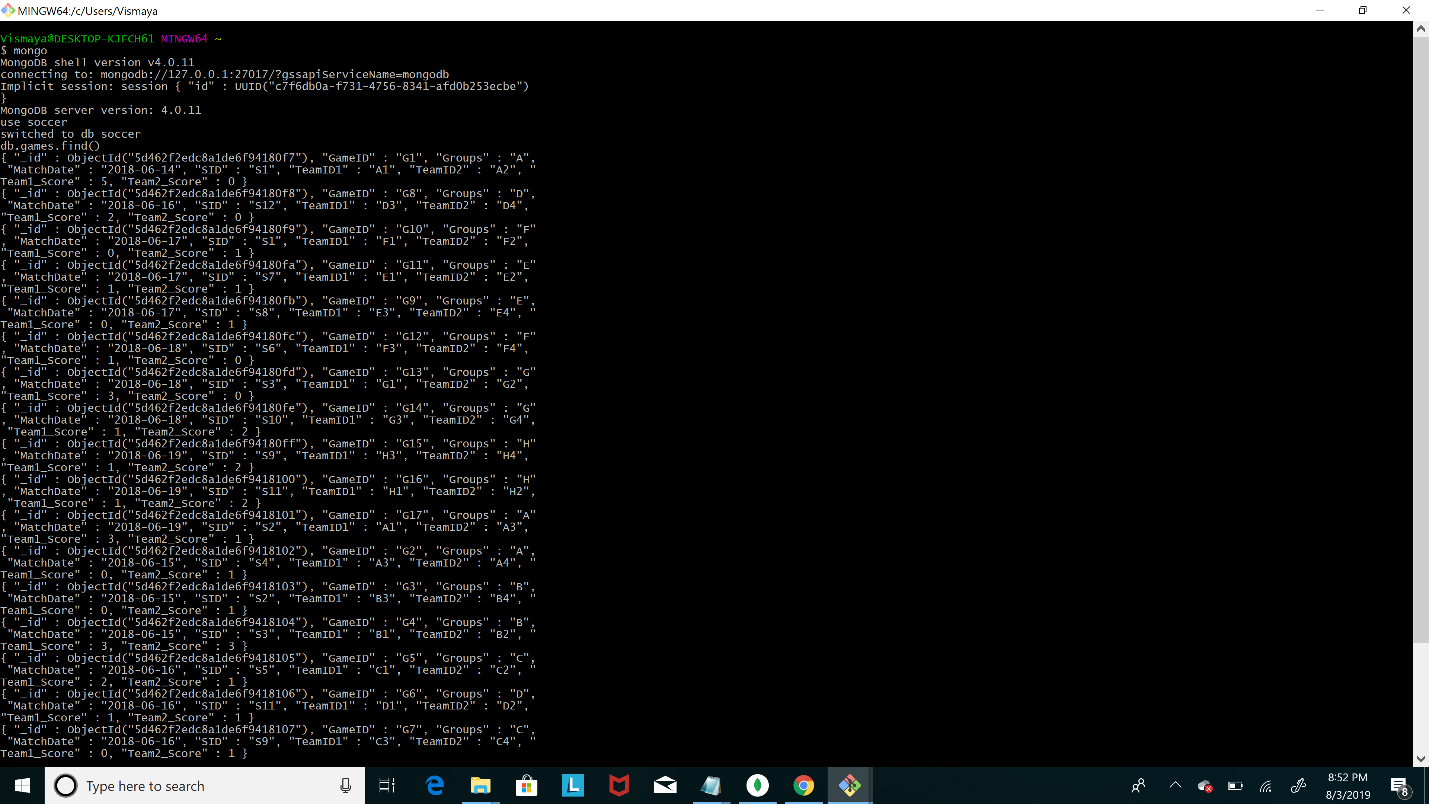 MINGW64:/c/Users/Vismaya
Vismaya@DESKTOP-KJFCH61 MINGW64 ~
$ mongo
MongoDB shell version v4.0.11
connecting to: mongodb://127.0.0.1:27017/?gssapiServiceName=mongodb
Implicit session: session { "id" : UUID("c7f6db0a-f731-4756-8341-afd0b253ecbe")
}
MongoDB server version: 4.0.11
use soccer
switched to db soccer
db.games.find()
{ "_id" : ObjectId("5d462f2edc8a1de6f94180f7"), "GameID" : "G1", "Groups" : "A",
 "MatchDate" : "2018-06-14", "SID" : "S1", "TeamID1" : "A1", "TeamID2" : "A2", "
Team1_Score" : 5, "Team2_Score" : 0 }
{ "_id" : ObjectId("5d462f2edc8a1de6f94180f8"), "GameID" : "G8", "Groups" : "D",
 "MatchDate" : "2018-06-16", "SID" : "S12", "TeamID1" : "D3", "TeamID2" : "D4",
"Team1_Score" : 2, "Team2_Score" : 0 }
{ "_id" : ObjectId("5d462f2edc8a1de6f94180f9"), "GameID" : "G10", "Groups" : "F"
, "MatchDate" : "2018-06-17", "SID" : "S1", "TeamID1" : "F1", "TeamID2" : "F2",
"Team1_Score" : 0, "Team2_Score" : 1 }
{ "_id" : ObjectId("5d462f2edc8a1de6f94180fa"), "GameID" : "G11", "Groups" : "E"
, "MatchDate" : "2018-06-17", "SID" : "S7", "TeamID1" : "E1", "TeamID2" : "E2",
"Team1_Score" : 1, "Team2_Score" : 1 }
{ "_id" : ObjectId("5d462f2edc8a1de6f94180fb"), "GameID" : "G9", "Groups" : "E",
 "MatchDate" : "2018-06-17", "SID" : "S8", "TeamID1" : "E3", "TeamID2" : "E4", "
Team1_Score" : 0, "Team2_Score" : 1 }
{ "_id" : ObjectId("5d462f2edc8a1de6f94180fc"), "GameID" : "G12", "Groups" : "F"
, "MatchDate" : "2018-06-18", "SID" : "S6", "TeamID1" : "F3", "TeamID2" : "F4",
"Team1_Score" : 1, "Team2_Score" : 0 }
{ "_id" : ObjectId("5d462f2edc8a1de6f94180fd"), "GameID" : "G13", "Groups" : "G"
, "MatchDate" : "2018-06-18", "SID" : "S3", "TeamID1" : "G1", "TeamID2" : "G2",
"Team1_Score" : 3, "Team2_Score" : 0 }
{ "_id" : ObjectId("5d462f2edc8a1de6f94180fe"), "GameID" : "G14", "Groups" : "G"
, "MatchDate" : "2018-06-18", "SID" : "S10", "TeamID1" : "G3", "TeamID2" : "G4",
 "Team1_Score" : 1, "Team2_Score" : 2 }
{ "_id" : ObjectId("5d462f2edc8a1de6f94180ff"), "GameID" : "G15", "Groups" : "H"
, "MatchDate" : "2018-06-19", "SID" : "S9", "TeamID1" : "H3", "TeamID2" : "H4",
"Team1_Score" : 1, "Team2_Score" : 2 }
{ "_id" : ObjectId("5d462f2edc8a1de6f9418100"), "GameID" : "G16", "Groups" : "H"
, "MatchDate" : "2018-06-19", "SID" : "S11", "TeamID1" : "H1", "TeamID2" : "H2",
 "Team1_Score" : 1, "Team2_Score" : 2 }
{ "_id" : ObjectId("5d462f2edc8a1de6f9418101"), "GameID" : "G17", "Groups" : "A"
, "MatchDate" : "2018-06-19", "SID" : "S2", "TeamID1" : "A1", "TeamID2" : "A3",
"Team1_Score" : 3, "Team2_Score" : 1 }
{ "_id" : ObjectId("5d462f2edc8a1de6f9418102"), "GameID" : "G2", "Groups" : "A",
 "MatchDate" : "2018-06-15", "SID" : "S4", "TeamID1" : "A3", "TeamID2" : "A4", "
Team1_Score" : 0, "Team2_Score" : 1 }
{ "_id" : ObjectId("5d462f2edc8a1de6f9418103"), "GameID" : "G3", "Groups" : "B",
 "MatchDate" : "2018-06-15", "SID" : "S2", "TeamID1" : "B3", "TeamID2" : "B4", "
Team1_Score" : 0, "Team2_Score" : 1 }
{ "_id" : ObjectId("5d462f2edc8a1de6f9418104"), "GameID" : "G4", "Groups" : "B",
 "MatchDate" : "2018-06-15", "SID" : "S3", "TeamID1" : "B1", "TeamID2" : "B2", "
Team1_Score" : 3, "Team2_Score" : 3 }
{ "_id" : ObjectId("5d462f2edc8a1de6f9418105"), "GameID" : "G5", "Groups" : "C",
 "MatchDate" : "2018-06-16", "SID" : "S5", "TeamID1" : "C1", "TeamID2" : "C2", "
Team1_Score" : 2, "Team2_Score" : 1 }
{ "_id" : ObjectId("5d462f2edc8a1de6f9418106"), "GameID" : "G6", "Groups" : "D",
 "MatchDate" : "2018-06-16", "SID" : "S11", "TeamID1" : "D1", "TeamID2" : "D2",
"Team1_Score" : 1, "Team2_Score" : 1 }
{ "_id" : ObjectId("5d462f2edc8a1de6f9418107"), "GameID" : "G7", "Groups" : "C",
 "MatchDate" : "2018-06-16", "SID" : "S9", "TeamID1" : "C3", "TeamID2" : "C4", "
Team1_Score" : 0, "Team2_Score" : 1 }
Type here to search
L
8:52 PM
8/3/2019
8